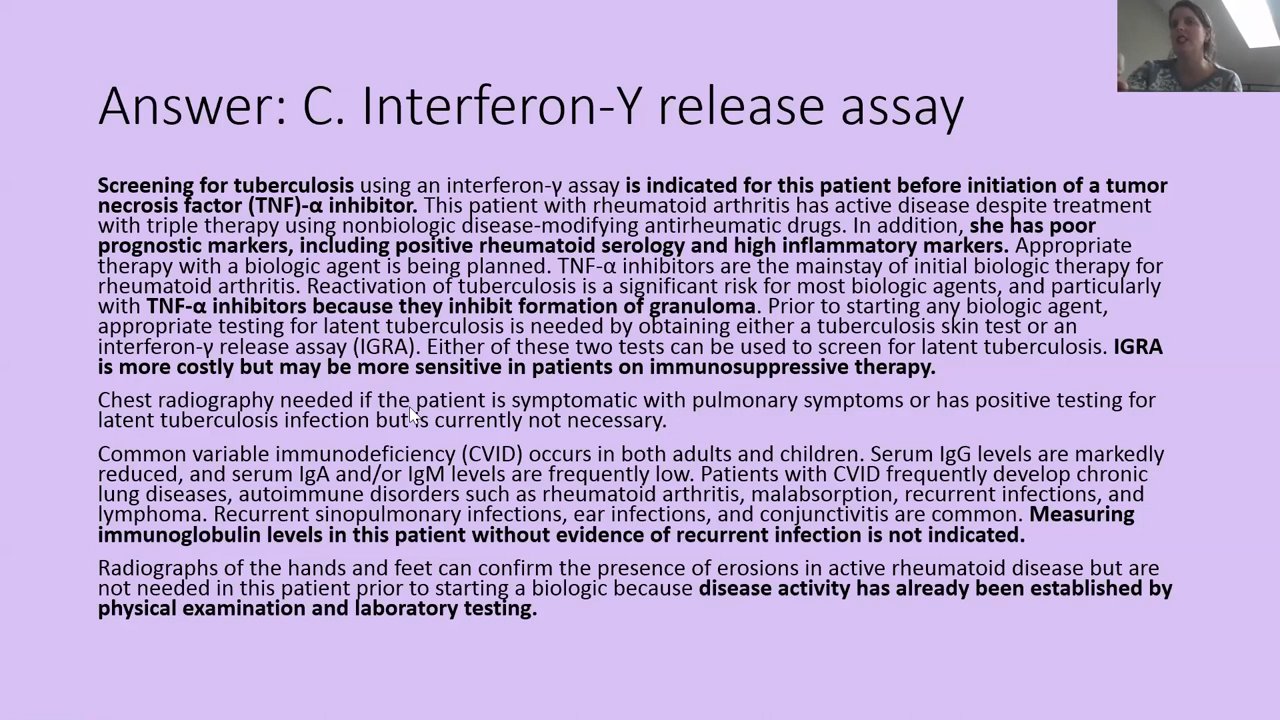 Answer: C. Interferon-Y release assay
Screening for tuberculosis using an interferon-γ assay is indicated for this patient before initiation of a tumor
necrosis factor (TNF)-α inhibitor. This patient with rheumatoid arthritis has active disease despite treatment
with triple therapy using nonbiologic disease-modifying antirheumatic drugs. In addition, she has poor
prognostic markers, including positive rheumatoid serology and high inflammatory markers. Appropriate
therapy with a biologic agent is being planned. TNF-α inhibitors are the mainstay of initial biologic therapy for
rheumatoid arthritis. Reactivation of tuberculosis is a significant risk for most biologic agents, and particularly
with TNF-α inhibitors because they inhibit formation of granuloma. Prior to starting any biologic agent,
appropriate testing for latent tuberculosis is needed by obtaining either a tuberculosis skin test or an
interferon-γ release assay (IGRA). Either of these two tests can be used to screen for latent tuberculosis. IGRA
is more costly but may be more sensitive in patients on immunosuppressive therapy.
Chest radiography needed if the patient is symptomatic with pulmonary symptoms or has positive testing for
latent tuberculosis infection but is currently not necessary.
Common variable immunodeficiency (CVID) occurs in both adults and children. Serum IgG levels are markedly
reduced, and serum IgA and/or IgM levels are frequently low. Patients with CVID frequently develop chronic
lung diseases, autoimmune disorders such as rheumatoid arthritis, malabsorption, recurrent infections, and
lymphoma. Recurrent sinopulmonary infections, ear infections, and conjunctivitis are common. Measuring
immunoglobulin levels in this patient without evidence of recurrent infection is not indicated.
Radiographs of the hands and feet can confirm the presence of erosions in active rheumatoid disease but are
not needed in this patient prior to starting a biologic because disease activity has already been established by
physical examination and laboratory testing.